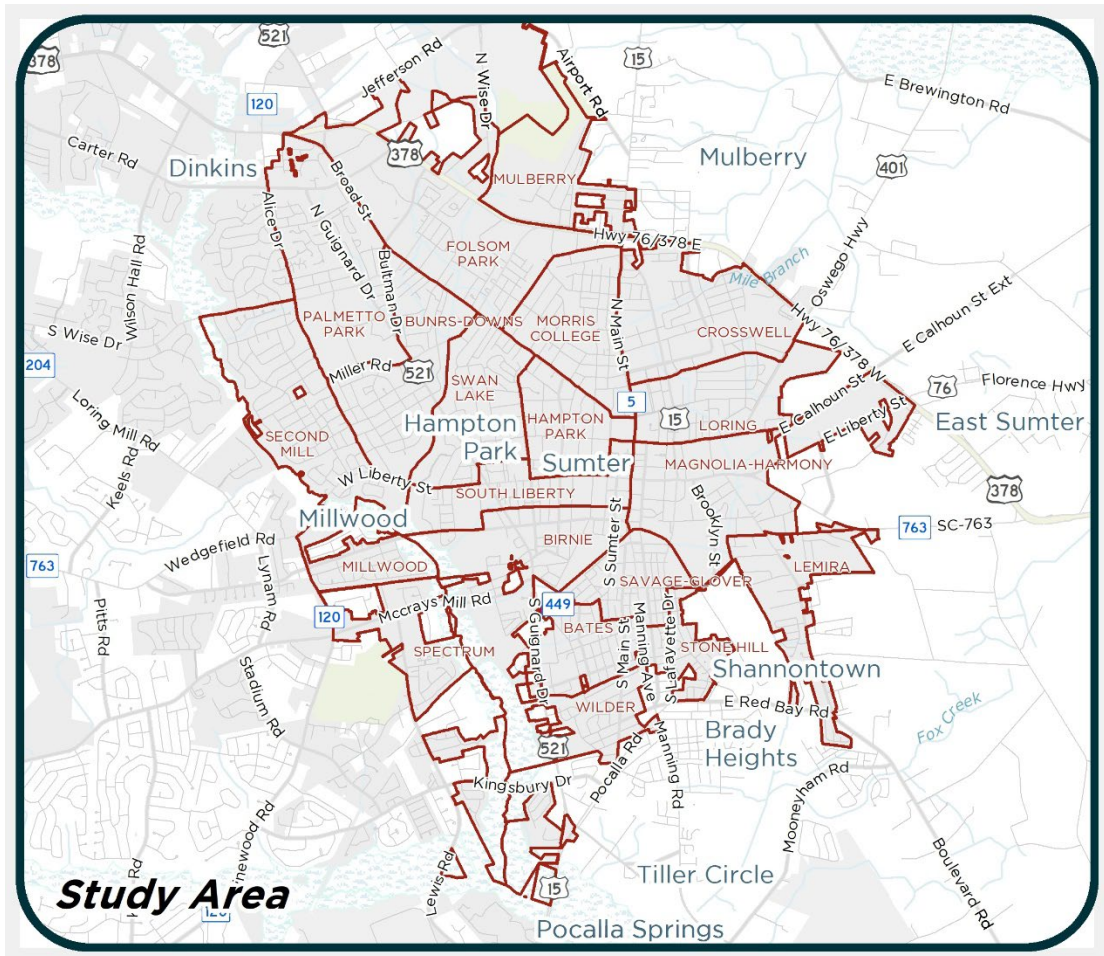 521
378
15
Jefferson Rd
N Wise Dr
Airport Rd
E Brewington Rd
120
Carter Rd
Dinkins
378
Mulberry
401
MULBERRY
Broad St
Alice Dr
N Guignard Dr
Bultman Dr
FOLSOM
PARK
Hwy 76/378 E
Mile Branch
Oswego Hwy
Wilson Hall Rd
S Wise Dr
204
PALMETTO
PARK
BUNRS-DOWNS
MORRIS
COLLEGE
N Main St
CROSSWELL
Hwy 76/378 W
E Calhoun St Ext
Miller Rd
521
SWAN
LAKE
76
Florence Hwy
Loring Mill Rd
Keels Rd
5
15
E Calhoun St
E Liberty St
East Sumter
Hampton
Park
HAMPTON
PARK
LORING
SECOND
MILL
Sumter
MAGNOLIA-HARMONY
W Liberty St
SOUTH LIBERTY
378
Millwood
S Sumter St
Brooklyn St
763
SC-763
Wedgefield Rd
763
Lynam Rd
MILLWOOD
BIRNIE
SAVAGE-GLOVER
LEMIRA
Pitts Rd
120
Mccrays Mill Rd
449
S Guignard Dr
BATES
S Main St
Manning Ave
S Lafayette Dr
STONE HILL
Shannontown
SPECTRUM
Stadium Rd
WILDER
E Red Bay Rd
Brady
Heights
Fox Creek
521
Kingsbury Dr
Pocalla Rd
Manning Rd
Mooneyham Rd
Boulevard Rd
Lewis Rd
Tiller Circle
15
Study Area
Pocalla Springs